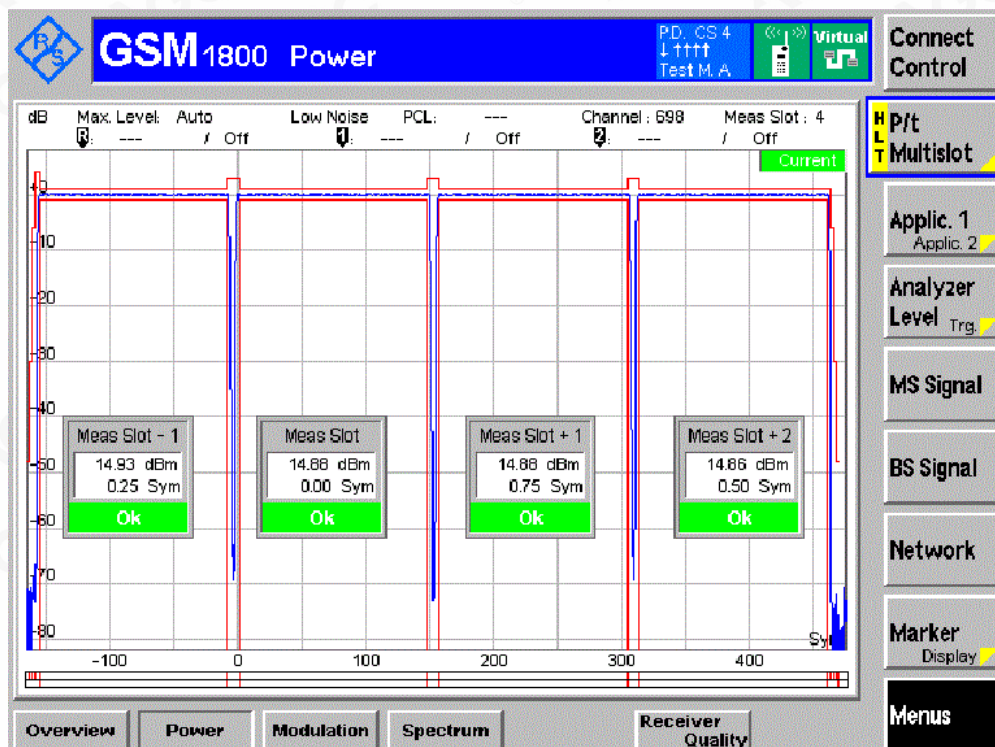 R/S
GSM 1800 Power
P.D. CS 4
↓ ↑↑↑↑
Test M. A.
Virtual
Connect Control
dB Max. Level: Auto Low Noise PCL: --- Channel : 698 Meas Slot : 4
R: --- / Off 1: --- / Off 2: --- / Off
Current
HLT
P/t Multislot
Applic. 1
Applic. 2
Analyzer Level Trg.
MS Signal
BS Signal
Network
Marker
Display
Menus
+0
-10
-20
-30
-40
-50
-60
-70
-80
Meas Slot - 1
14.93 dBm
0.25 Sym
Ok
Meas Slot
14.88 dBm
0.00 Sym
Ok
Meas Slot + 1
14.88 dBm
0.75 Sym
Ok
Meas Slot + 2
14.86 dBm
0.50 Sym
Ok
-100 0 100 200 300 400
Overview Power Modulation Spectrum Receiver Quality